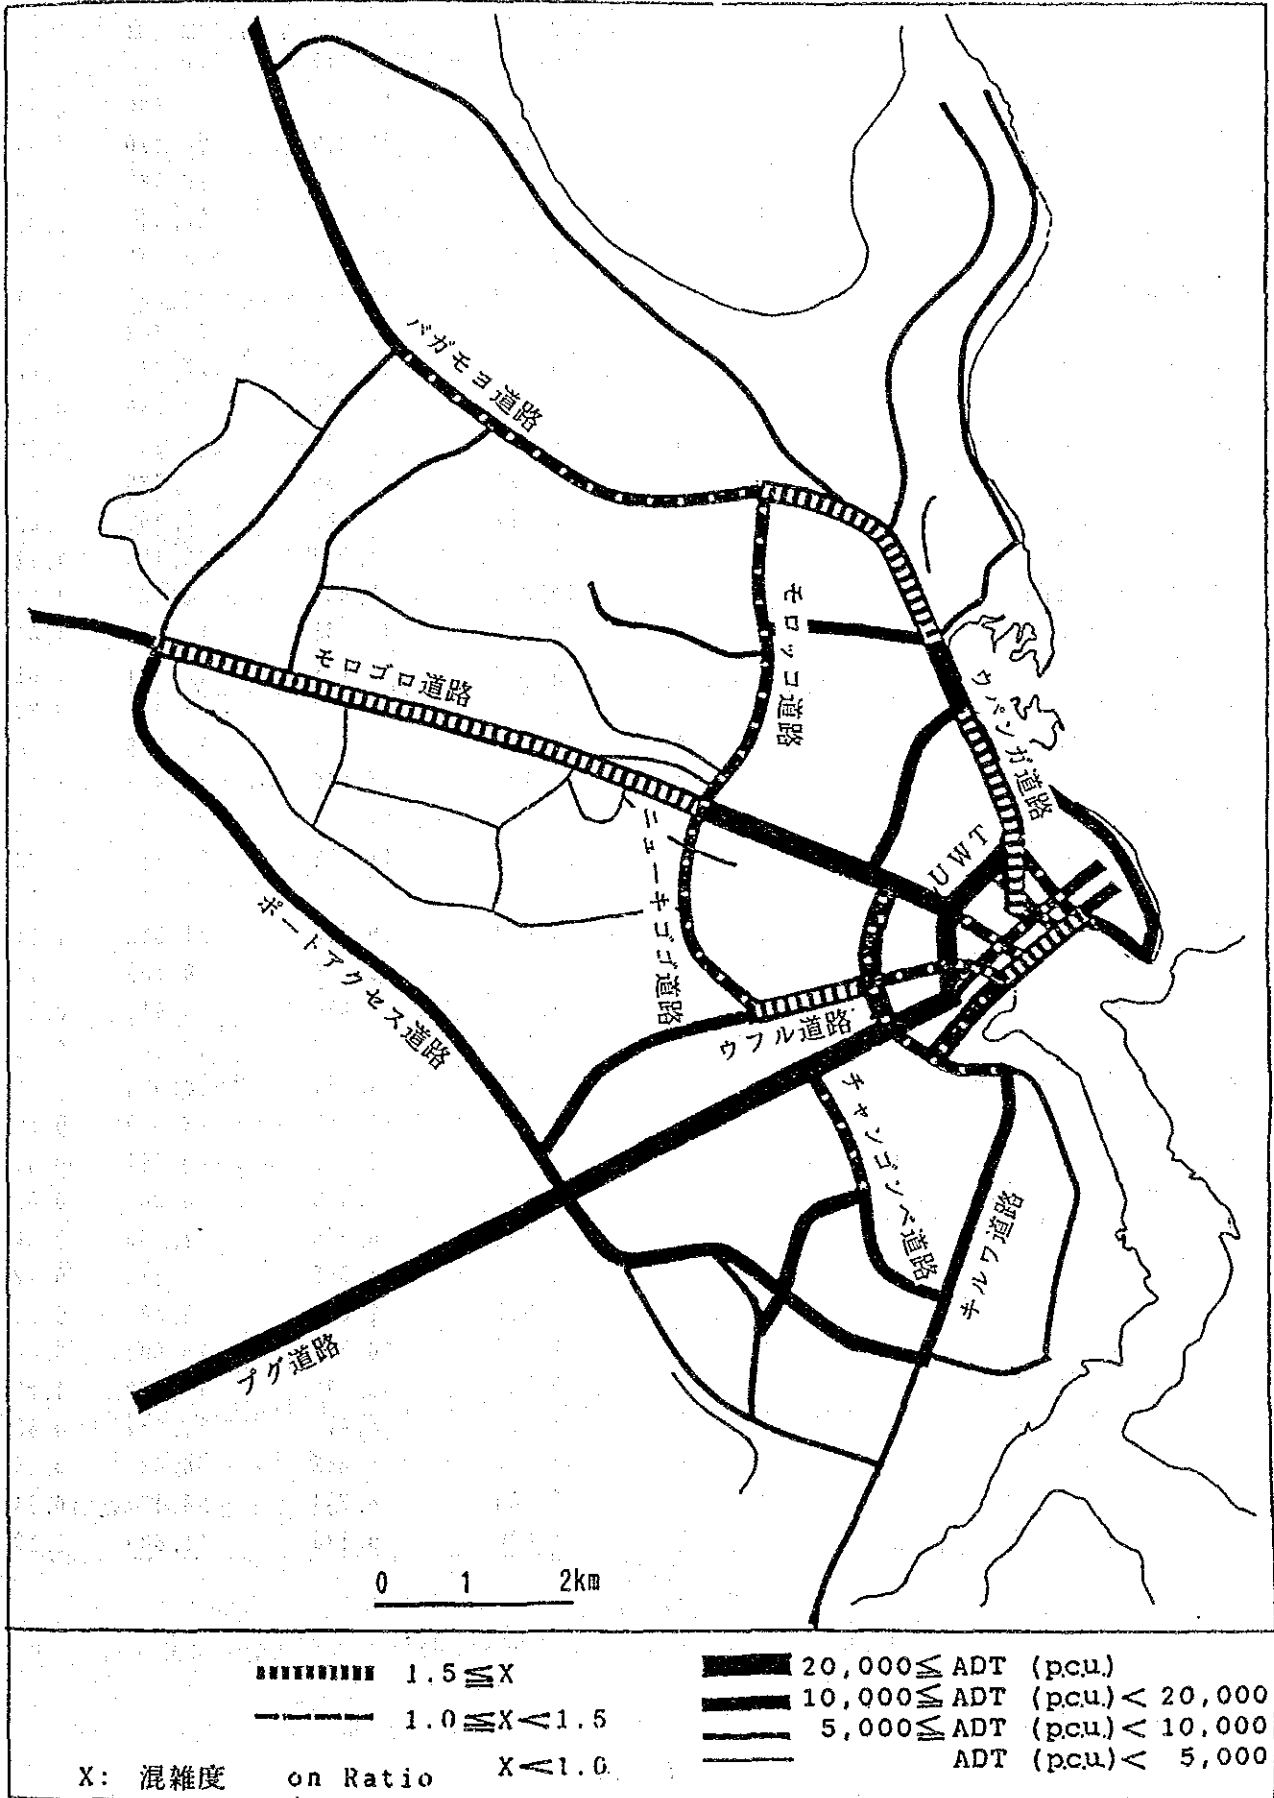 バガモヨ道路
モロッコ道路
モロゴロ道路
ウパンガ道路
UWT
ニューキゴゴ道路
ポートアクセス道路
ウフル道路
チャンゴンベ道路
キルワ道路
プグ道路
0 1 2km
1.5≦X
1.0≦X<1.5
X<1.0
X: 混雑度 on Ratio
20,000≦ ADT (p.c.u.)
10,000≦ ADT (p.c.u.)< 20,000
5,000≦ ADT (p.c.u.)< 10,000
ADT (p.c.u.)< 5,000